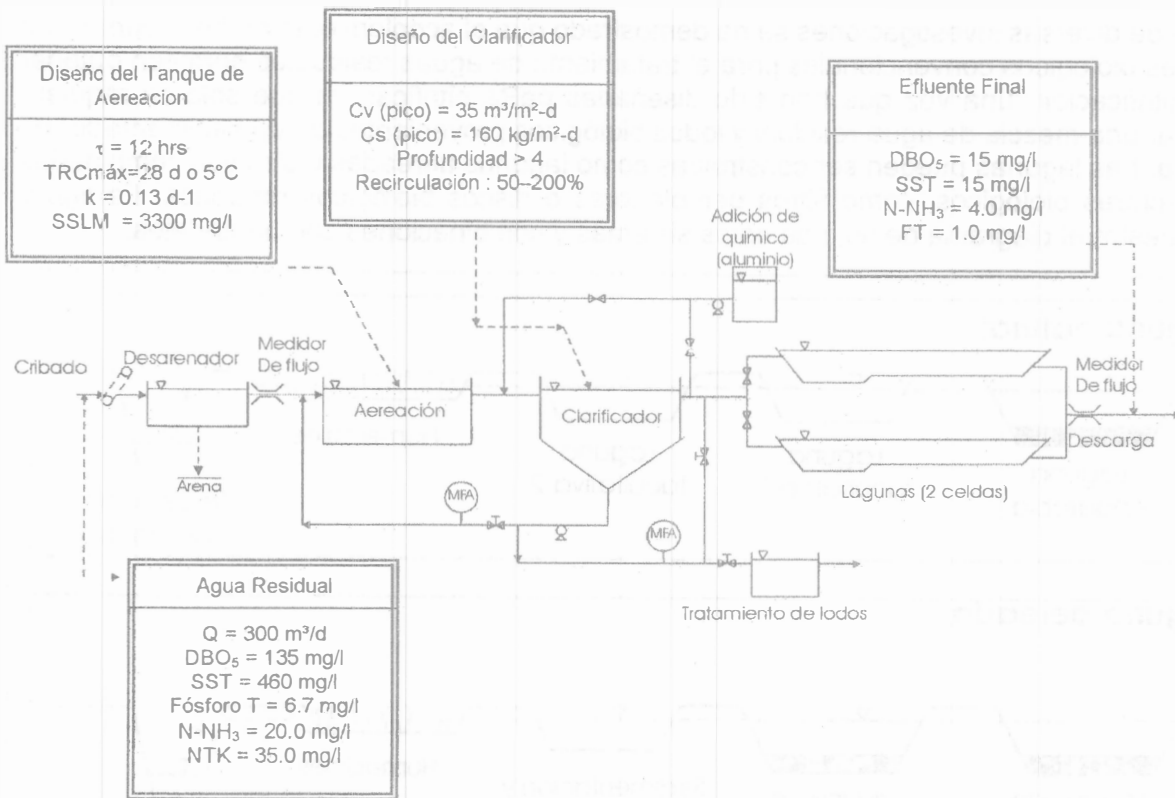 Diseño del Tanque de
Aereacion
τ = 12 hrs
TRCmáx=28 d o 5°C
k = 0.13 d-1
SSLM = 3300 mg/l
Diseño del Clarificador
Cv (pico) = 35 m³/m²-d
Cs (pico) = 160 kg/m²-d
Profundidad > 4
Recirculación : 50-200%
Efluente Final
DBO₅ = 15 mg/l
SST = 15 mg/l
N-NH₃ = 4.0 mg/l
FT = 1.0 mg/l
Adición de
quimico
(aluminio)
Cribado
Desarenador
Medidor
De flujo
Aereación
Clarificador
Medidor
De flujo
Descarga
Arena
Lagunas (2 celdas)
MFA
MFA
Tratamiento de lodos
Agua Residual
Q = 300 m³/d
DBO₅ = 135 mg/l
SST = 460 mg/l
Fósforo T = 6.7 mg/l
N-NH₃ = 20.0 mg/l
NTK = 35.0 mg/l